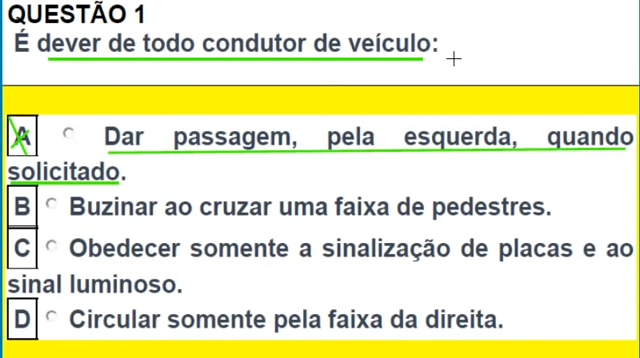 QUESTÃO 1
É dever de todo condutor de veículo:
A Dar passagem, pela esquerda, quando
solicitado.
B Buzinar ao cruzar uma faixa de pedestres.
C Obedecer somente a sinalização de placas e ao
sinal luminoso.
D Circular somente pela faixa da direita.